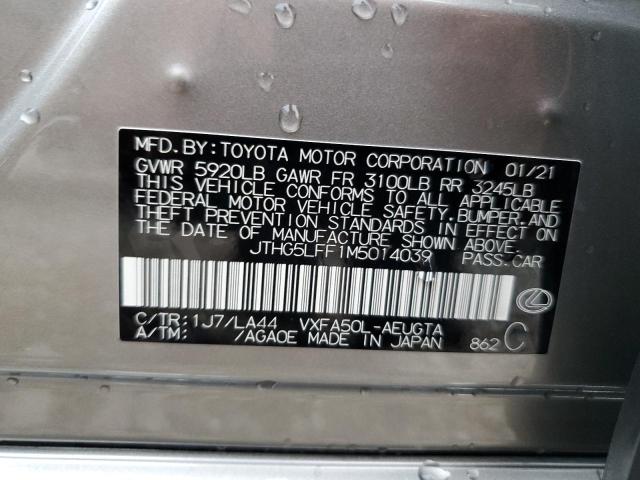 MFD.BY:TOYOTA MOTOR CORPORATION 01/21
GVWR 5920LB GAWR FR 3100LB RR 3245LB
THIS VEHICLE CONFORMS TO ALL APPLICABLE
FEDERAL MOTOR VEHICLE SAFETY,BUMPER,AND
THEFT PREVENTION STANDARDS IN EFFECT ON
THE DATE OF MANUFACTURE SHOWN ABOVE.
JTHG5LFF1M5014039 PASS.CAR
C/TR:1J7/LA44 VXFA50L-AEUGTA
A/TM: /AGA0E MADE IN JAPAN 862 C